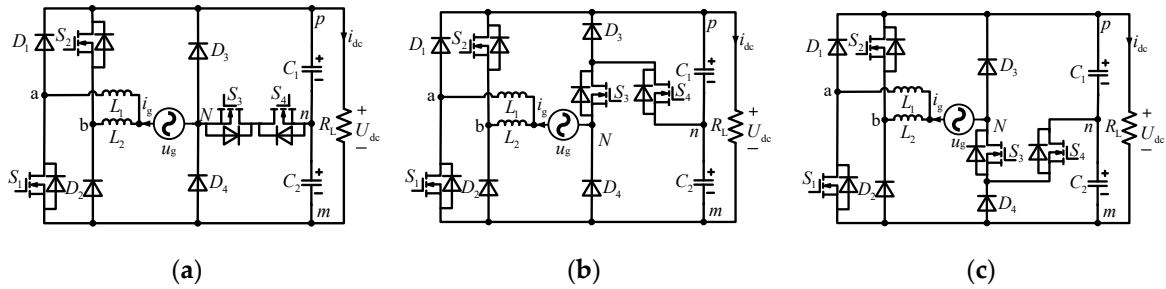 p
D1
S2
D3
idc
C1
a
L1
ig
N
S3
S4
n
b
L2
ug
RL
Udc
S1
D2
D4
C2
m
(a)
p
D1
S2
D3
idc
C1
a
L1
S3
S4
ig
b
L2
ug
N
n
RL
Udc
S1
D2
D4
C2
m
(b)
p
D1
S2
D3
idc
C1
a
L1
ig
b
L2
ug
N
n
S3
S4
RL
Udc
S1
D2
D4
C2
m
(c)